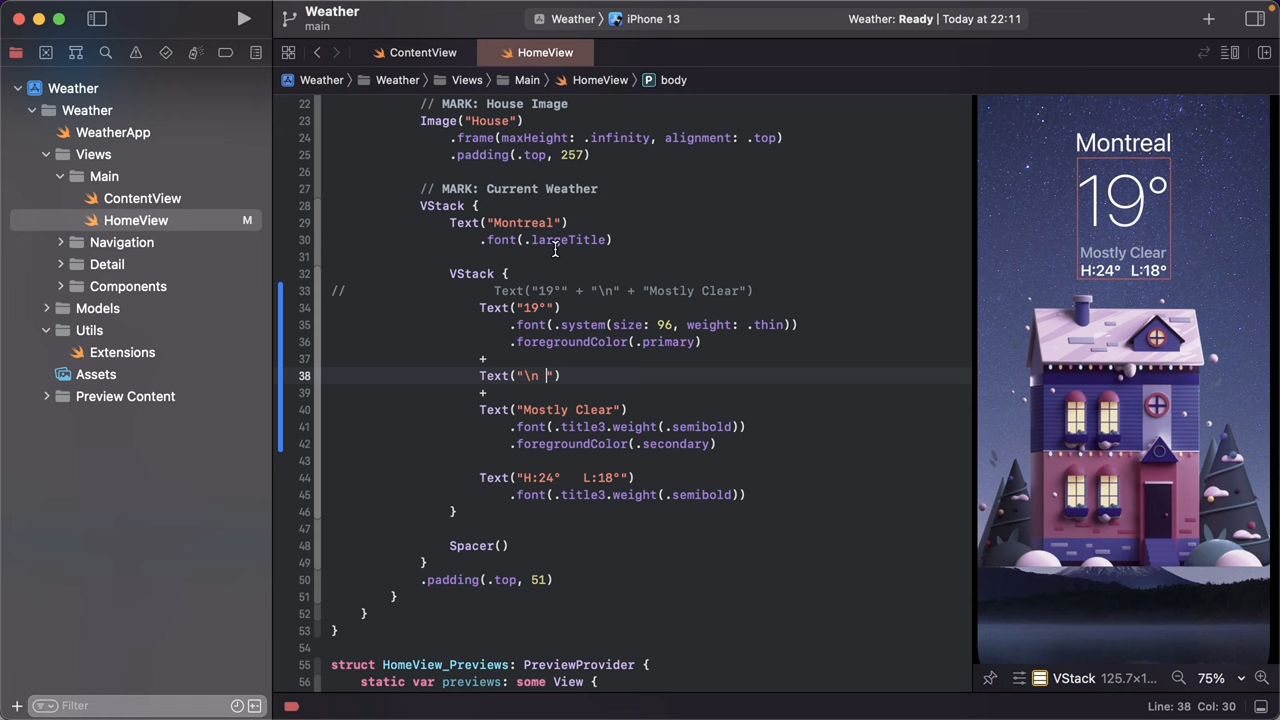 Weather
main
Weather 〉 iPhone 13
Weather: Ready | Today at 22:11
ContentView
HomeView
Weather 〉 Weather 〉 Views 〉 Main 〉 HomeView 〉 P body
Weather
Weather
WeatherApp
Views
Main
ContentView
HomeView M
Navigation
Detail
Components
Models
Utils
Extensions
Assets
Preview Content
Filter
22 // MARK: House Image
23 Image("House")
24 .frame(maxHeight: .infinity, alignment: .top)
25 .padding(.top, 257)
26
27 // MARK: Current Weather
28 VStack {
29 Text("Montreal")
30 .font(.largeTitle)
31
32 VStack {
33 // Text("19°" + "\n" + "Mostly Clear")
34 Text("19°")
35 .font(.system(size: 96, weight: .thin))
36 .foregroundColor(.primary)
37 +
38 Text("\n ")
39 +
40 Text("Mostly Clear")
41 .font(.title3.weight(.semibold))
42 .foregroundColor(.secondary)
43
44 Text("H:24°   L:18°")
45 .font(.title3.weight(.semibold))
46 }
47
48 Spacer()
49 }
50 .padding(.top, 51)
51 }
52 }
53 }
54
55 struct HomeView_Previews: PreviewProvider {
56 static var previews: some View {
Montreal
19°
Mostly Clear
H:24° L:18°
VStack 125.7×1...
75%
Line: 38 Col: 30